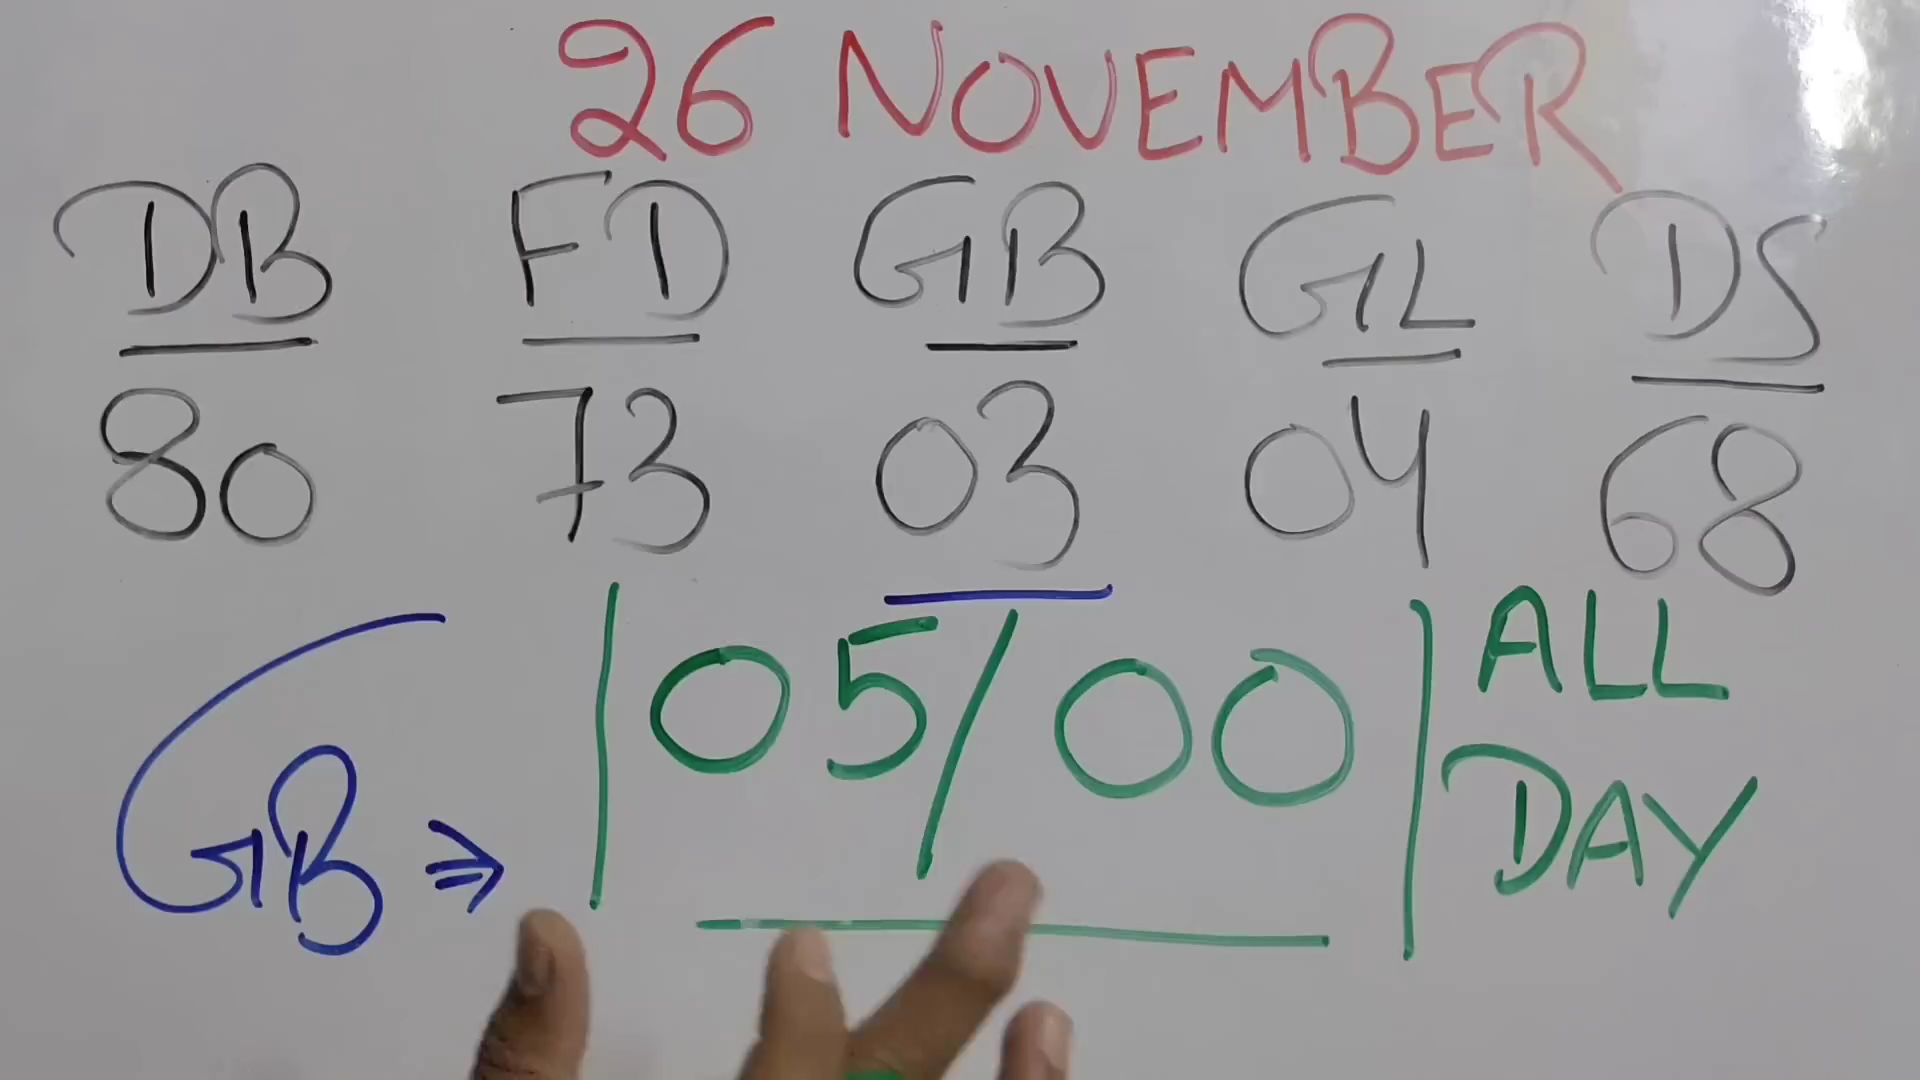 26 NOVEMBER
DB FD GB GL DS
80 73 03 04 68
GB ⇒ 05/00 ALL
DAY